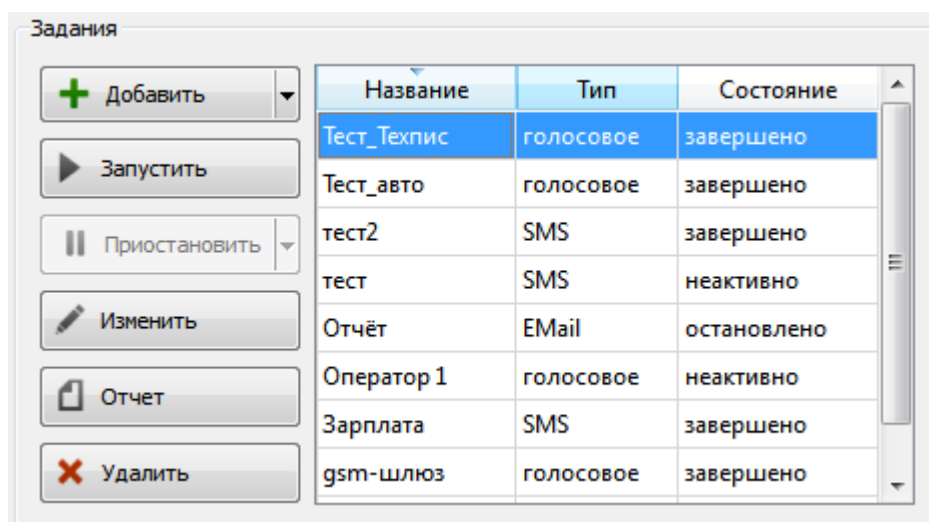 Задания
Добавить
Запустить
Приостановить
Изменить
Отчет
Удалить
Название Тип Состояние
Тест_Техпис голосовое завершено
Тест_авто голосовое завершено
тест2 SMS завершено
тест SMS неактивно
Отчёт EMail остановлено
Оператор 1 голосовое неактивно
Зарплата SMS завершено
gsm-шлюз голосовое завершено